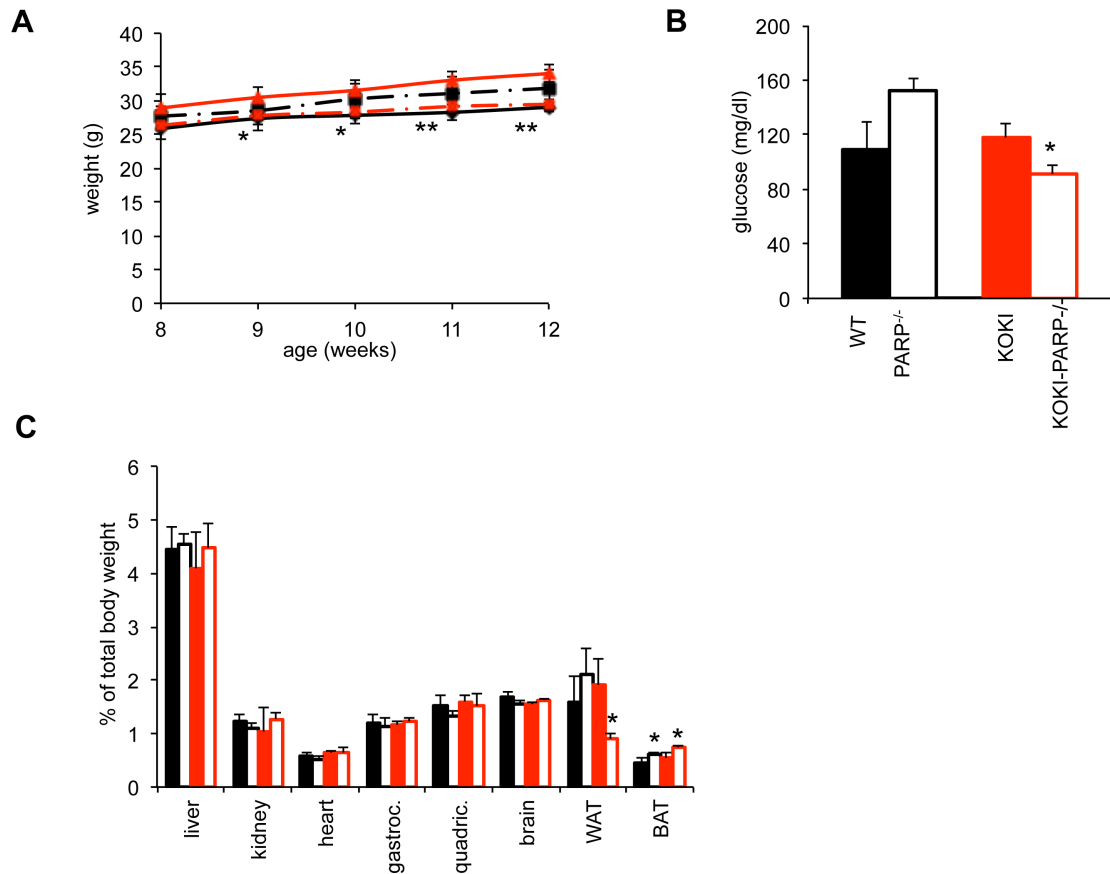 A
weight (g)
40
35
30
25
20
15
10
5
0
* * ** **
8 9 10 11 12
age (weeks)
B
glucose (mg/dl)
200
160
120
80
40
0
*
WT
PARP-/-
KOKI
KOKI-PARP-/-
C
% of total body weight
6
5
4
3
2
1
0
* * *
liver
kidney
heart
gastroc.
quadric.
brain
WAT
BAT